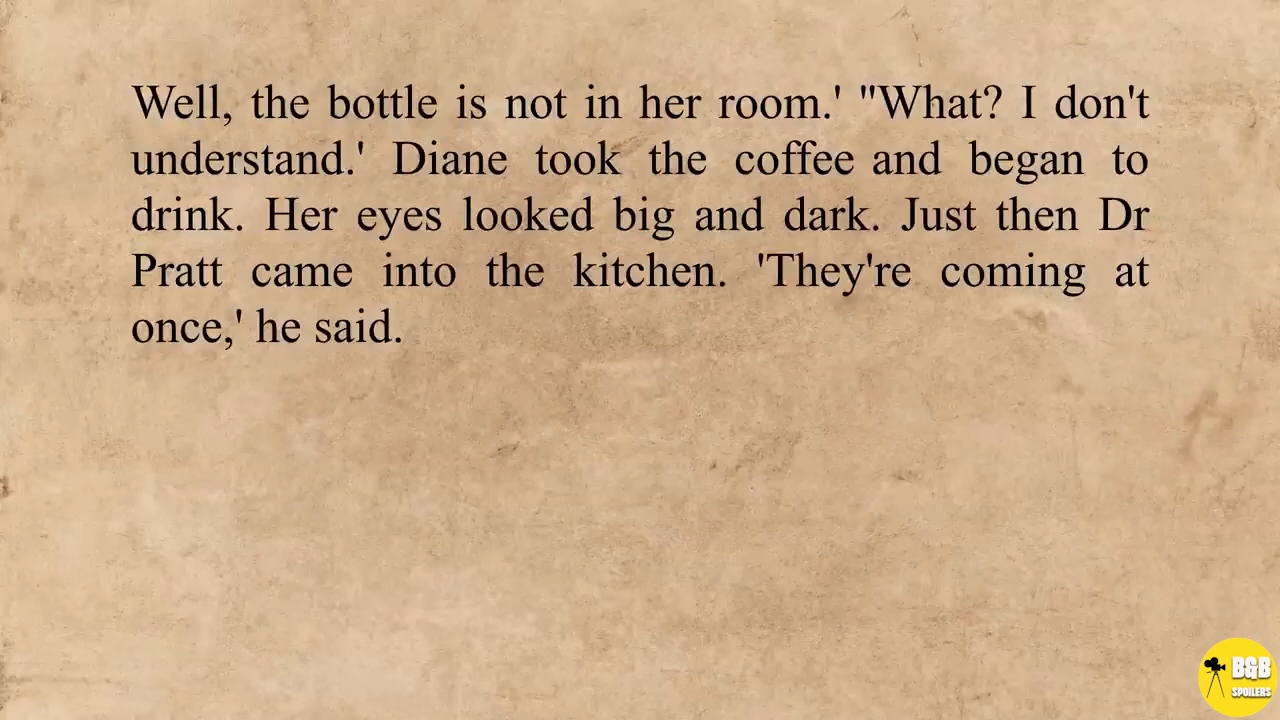 Well, the bottle is not in her room.' "What? I don't
understand.' Diane took the coffee and began to
drink. Her eyes looked big and dark. Just then Dr
Pratt came into the kitchen. 'They're coming at
once,' he said.
B&B
SPOILERS